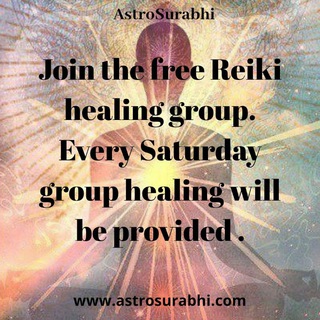 AstroSurabhi
Join the free Reiki
healing group.
Every Saturday
group healing will
be provided .
www.astrosurabhi.com